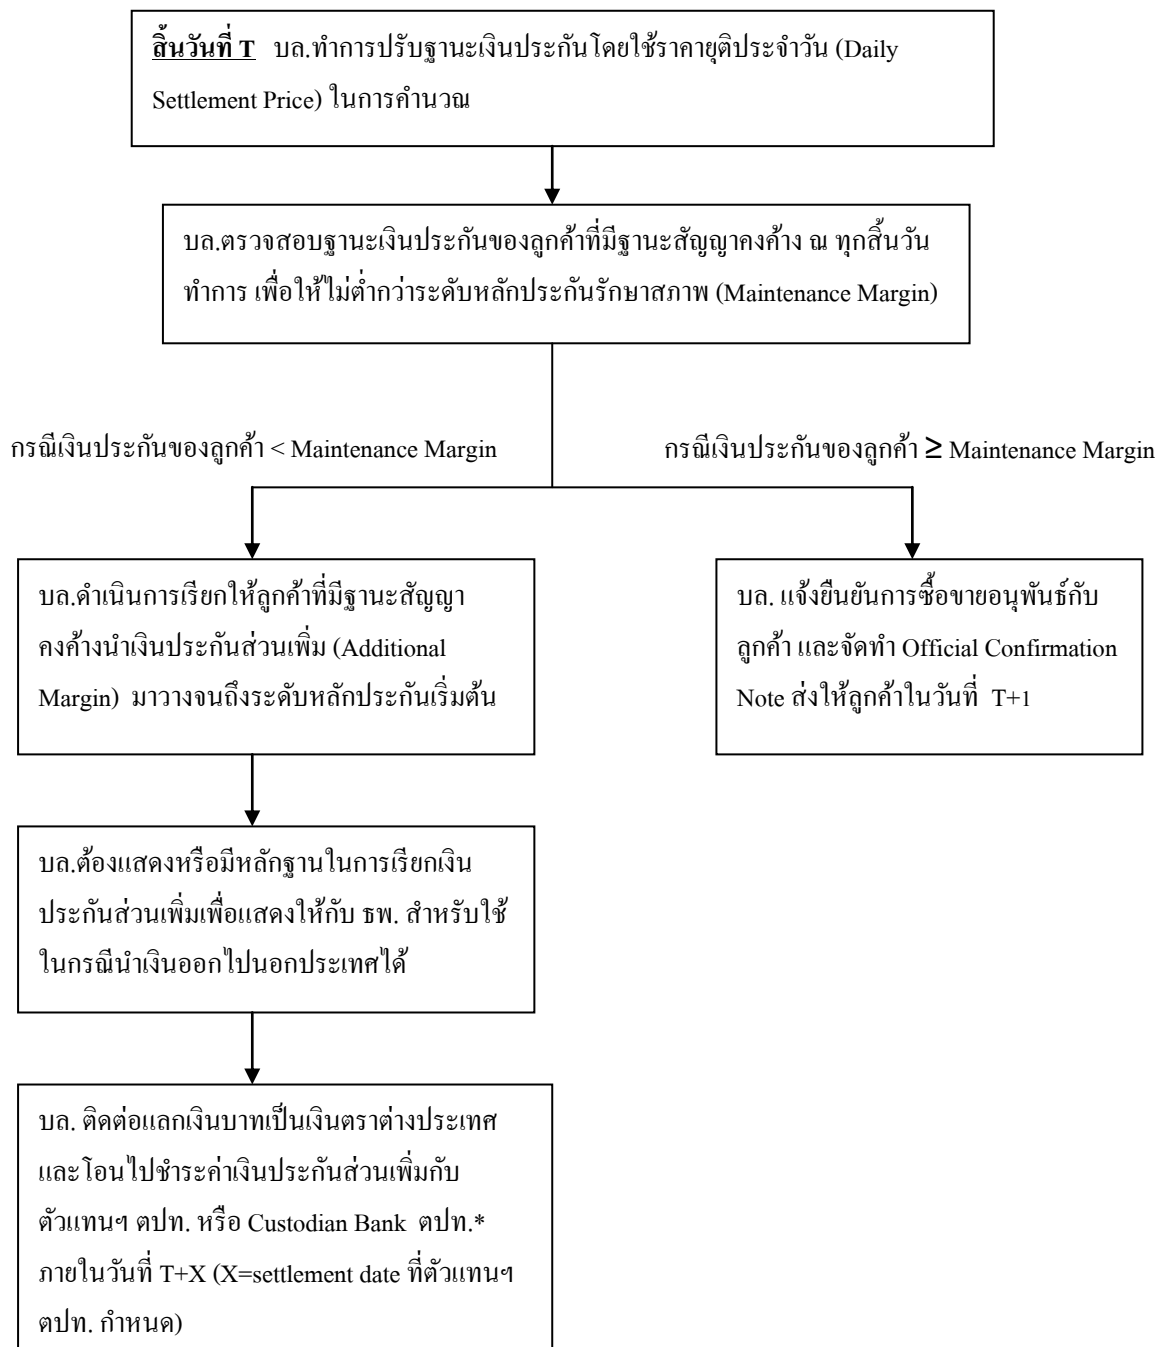 สิ้นวันที่ T บล.ทำการปรับฐานะเงินประกันโดยใช้ราคายุติประจำวัน (Daily
Settlement Price) ในการคำนวณ
บล.ตรวจสอบฐานะเงินประกันของลูกค้าที่มีฐานะสัญญาคงค้าง ณ ทุกสิ้นวัน
ทำการ เพื่อให้ไม่ต่ำกว่าระดับหลักประกันรักษาสภาพ (Maintenance Margin)
กรณีเงินประกันของลูกค้า < Maintenance Margin
กรณีเงินประกันของลูกค้า ≥ Maintenance Margin
บล.ดำเนินการเรียกให้ลูกค้าที่มีฐานะสัญญา
คงค้างนำเงินประกันส่วนเพิ่ม (Additional
Margin) มาวางจนถึงระดับหลักประกันเริ่มต้น
บล. แจ้งยืนยันการซื้อขายอนุพันธ์กับ
ลูกค้า และจัดทำ Official Confirmation
Note ส่งให้ลูกค้าในวันที่ T+1
บล.ต้องแสดงหรือมีหลักฐานในการเรียกเงิน
ประกันส่วนเพิ่มเพื่อแสดงให้กับ ธพ. สำหรับใช้
ในกรณีนำเงินออกไปนอกประเทศได้
บล. ติดต่อแลกเงินบาทเป็นเงินตราต่างประเทศ
และโอนไปชำระค่าเงินประกันส่วนเพิ่มกับ
ตัวแทนฯ ตปท. หรือ Custodian Bank ตปท.*
ภายในวันที่ T+X (X=settlement date ที่ตัวแทนฯ
ตปท. กำหนด)